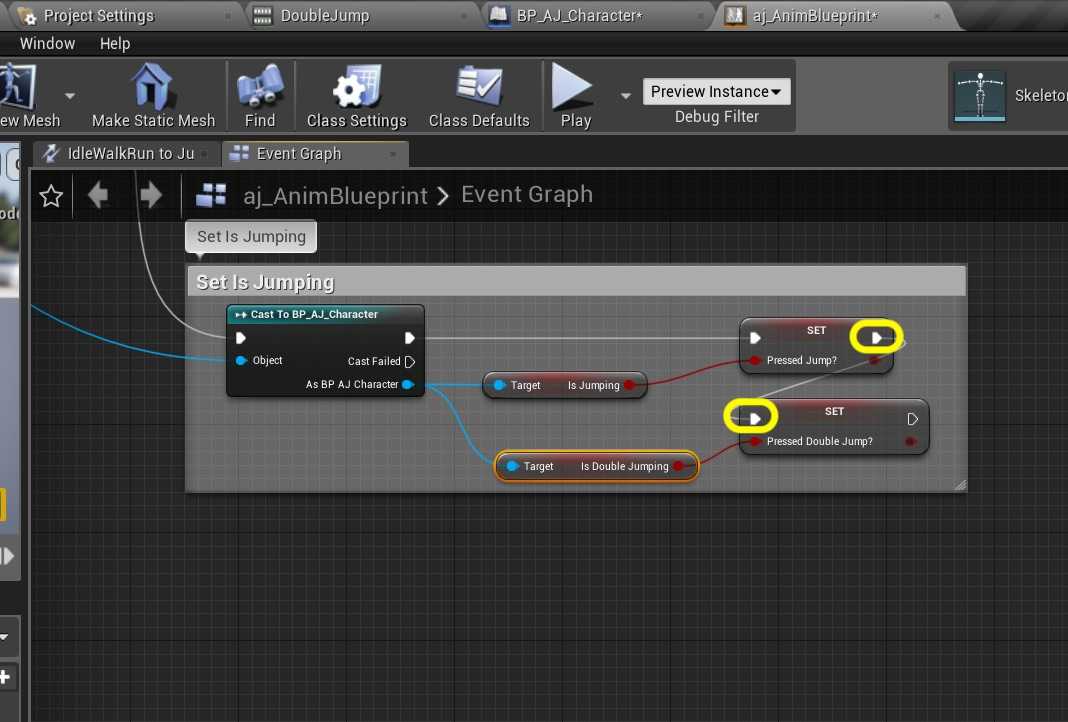 Project Settings
DoubleJump
BP_AJ_Character*
aj_AnimBlueprint*
Window
Help
Mesh
Make Static Mesh
Find
Class Settings
Class Defaults
Play
Preview Instance
Debug Filter
IdleWalkRun to Ju
Event Graph
aj_AnimBlueprint
Event Graph
Set Is Jumping
Set Is Jumping
Cast To BP_AJ_Character
Object
Cast Failed
As BP AJ Character
Target
Is Jumping
SET
Pressed Jump?
SET
Pressed Double Jump?
Target
Is Double Jumping